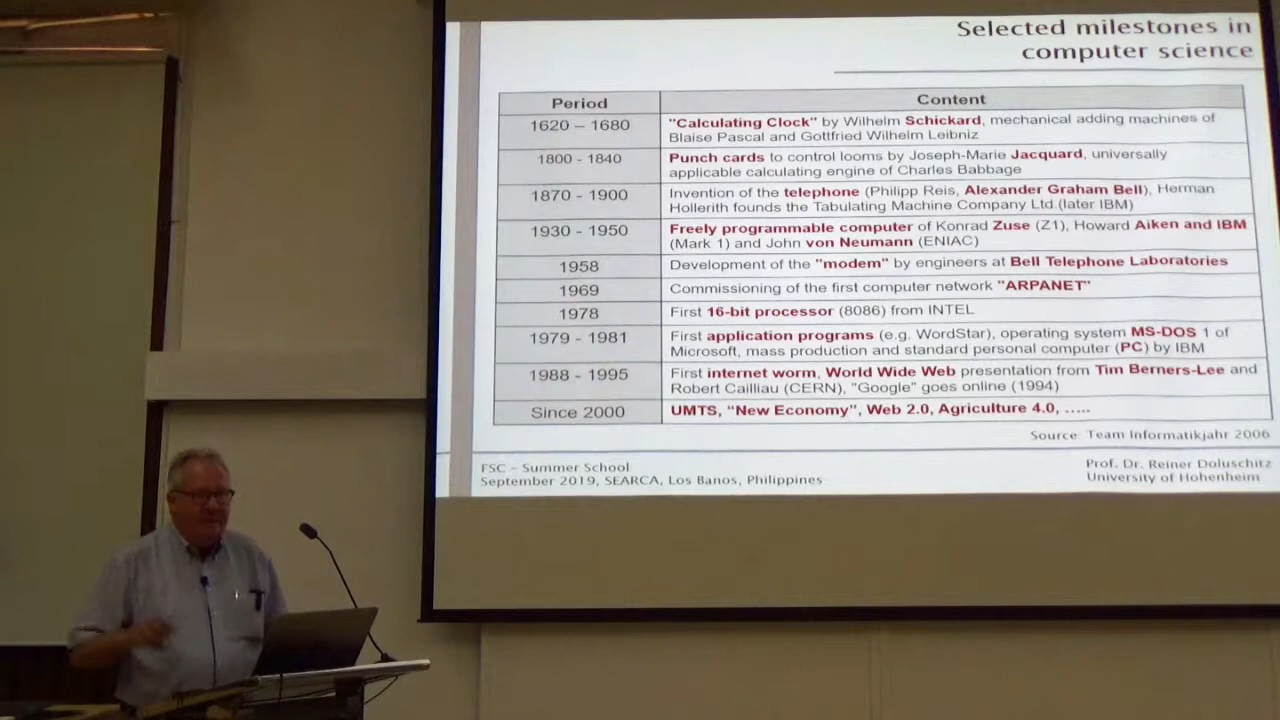 Selected milestones in
computer science
Period Content
1620 – 1680 "Calculating Clock" by Wilhelm Schickard, mechanical adding machines of
Blaise Pascal and Gottfried Wilhelm Leibniz
1800 - 1840 Punch cards to control looms by Joseph-Marie Jacquard, universally
applicable calculating engine of Charles Babbage
1870 - 1900 Invention of the telephone (Philipp Reis, Alexander Graham Bell), Herman
Hollerith founds the Tabulating Machine Company Ltd.(later IBM)
1930 - 1950 Freely programmable computer of Konrad Zuse (Z1), Howard Aiken and IBM
(Mark 1) and John von Neumann (ENIAC)
1958 Development of the "modem" by engineers at Bell Telephone Laboratories
1969 Commissioning of the first computer network "ARPANET"
1978 First 16-bit processor (8086) from INTEL
1979 - 1981 First application programs (e.g. WordStar), operating system MS-DOS 1 of
Microsoft, mass production and standard personal computer (PC) by IBM
1988 - 1995 First internet worm, World Wide Web presentation from Tim Berners-Lee and
Robert Cailliau (CERN), "Google" goes online (1994)
Since 2000 UMTS, “New Economy”, Web 2.0, Agriculture 4.0, …..
Source: Team Informatikjahr 2006
FSC – Summer School
September 2019, SEARCA, Los Banos, Philippines
Prof. Dr. Reiner Doluschitz
University of Hohenheim